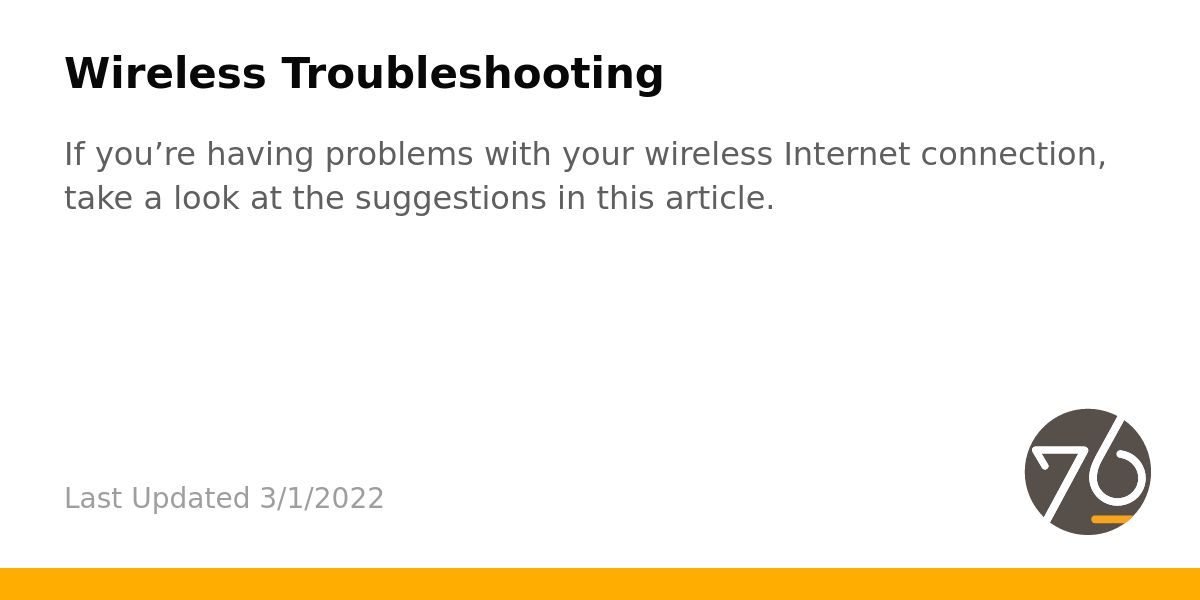 Wireless Troubleshooting
If you’re having problems with your wireless Internet connection,
take a look at the suggestions in this article.
Last Updated 3/1/2022
76